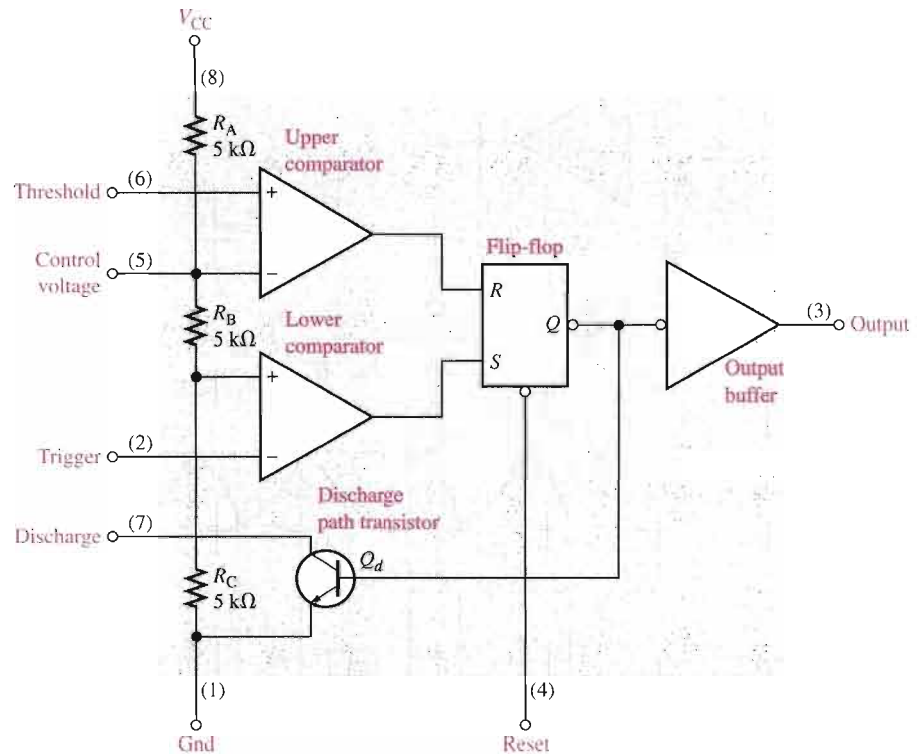 V_CC
(8)
R_A
5 kΩ
Upper
comparator
Threshold
(6)
+
Control
voltage
(5)
−
Flip-flop
R
Q
S
(3)
Output
R_B
5 kΩ
Lower
comparator
+
Output
buffer
Trigger
(2)
−
Discharge
(7)
Discharge
path transistor
Q_d
R_C
5 kΩ
(1)
(4)
Gnd
Reset